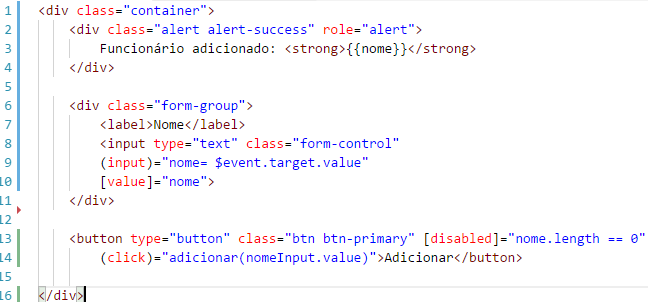 1 <div class="container">
2 <div class="alert alert-success" role="alert">
3 Funcionário adicionado: <strong>{{nome}}</strong>
4 </div>
5
6 <div class="form-group">
7 <label>Nome</label>
8 <input type="text" class="form-control"
9 (input)="nome= $event.target.value"
10 [value]="nome">
11 </div>
12
13 <button type="button" class="btn btn-primary" [disabled]="nome.length == 0"
14 (click)="adicionar(nomeInput.value)">Adicionar</button>
15
16 </div>